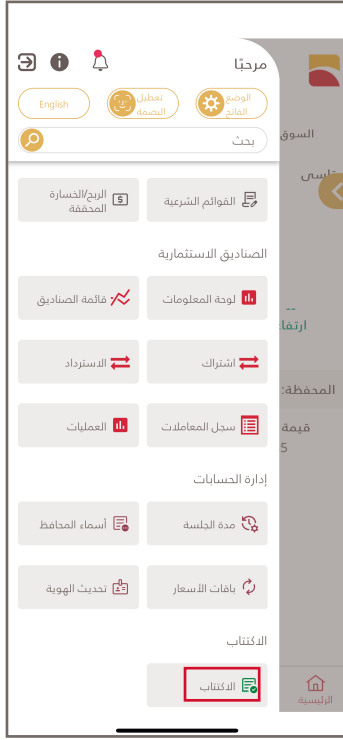 مرحبًا
الوضع
الفاتح
تعطيل
البصمة
English
بحث
القوائم الشرعية
الربح/الخسارة
المحققة
الصناديق الاستثمارية
لوحة المعلومات
قائمة الصناديق
اشتراك
الاسترداد
سجل المعاملات
العمليات
إدارة الحسابات
مدة الجلسة
أسماء المحافظ
باقات الأسعار
تحديث الهوية
الاكتتاب
الاكتتاب
السوق
تاسي
--
ارتفا
المحفظة:
قيمة
5
الرئيسية